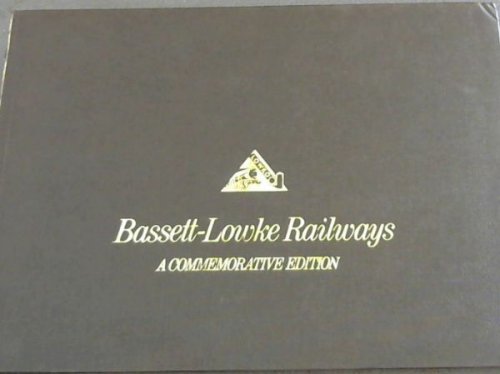 Bassett-Lowke Railways
A COMMEMORATIVE EDITION